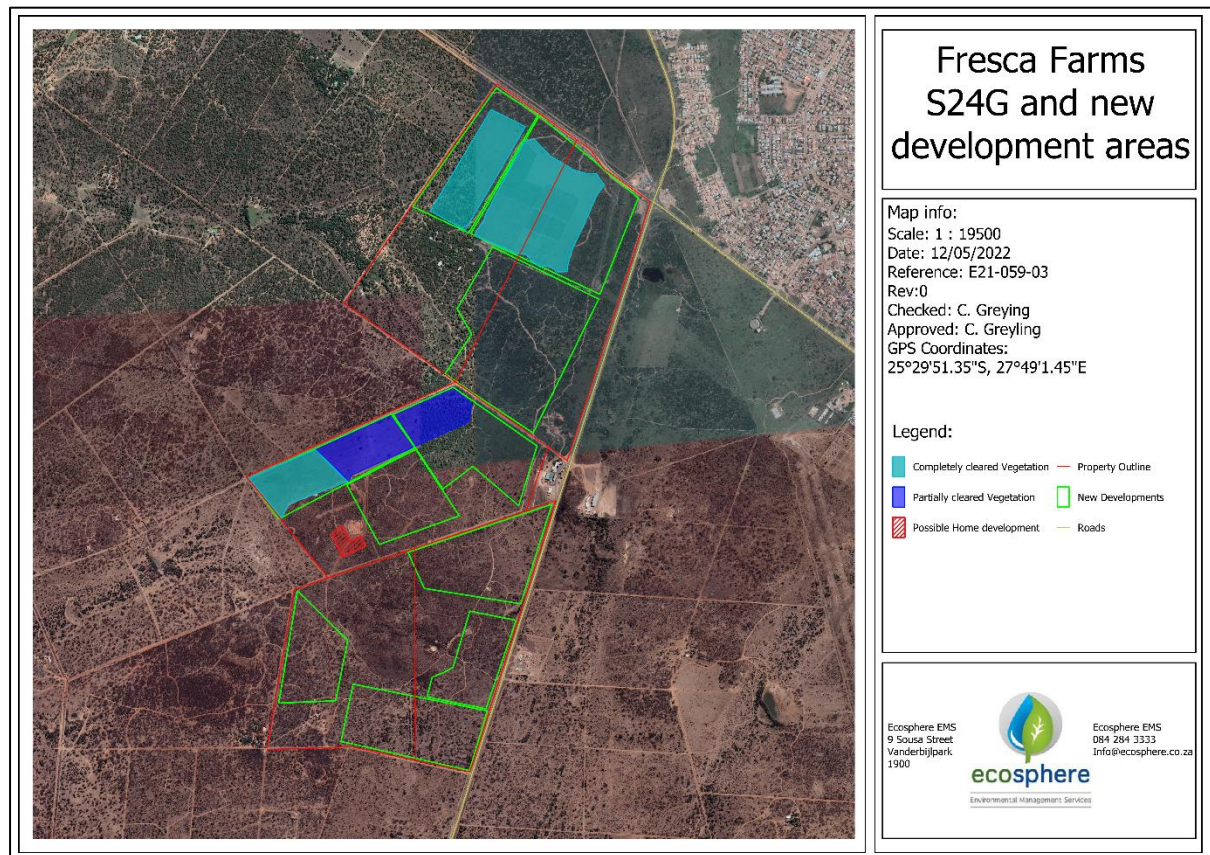 Fresca Farms
S24G and new
development areas
Map info:
Scale: 1 : 19500
Date: 12/05/2022
Reference: E21-059-03
Rev:0
Checked: C. Greying
Approved: C. Greyling
GPS Coordinates:
25°29'51.35"S, 27°49'1.45"E
Legend:
Completely cleared Vegetation
Property Outline
Partially cleared Vegetation
New Developments
Possible Home development
Roads
Ecosphere EMS
9 Sousa Street
Vanderbijlpark
1900
ecosphere
Environmental Management Services
Ecosphere EMS
084 284 3333
Info@ecosphere.co.za